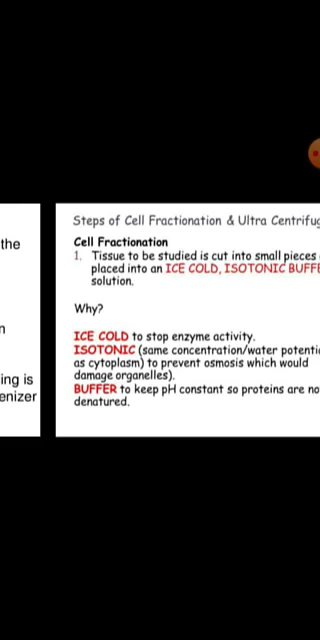 the
n
ing is
enizer
Steps of Cell Fractionation & Ultra Centrifug
Cell Fractionation
1. Tissue to be studied is cut into small pieces
placed into an ICE COLD, ISOTONIC BUFFE
solution.
Why?
ICE COLD to stop enzyme activity.
ISOTONIC (same concentration/water potentia
as cytoplasm) to prevent osmosis which would
damage organelles).
BUFFER to keep pH constant so proteins are no
denatured.